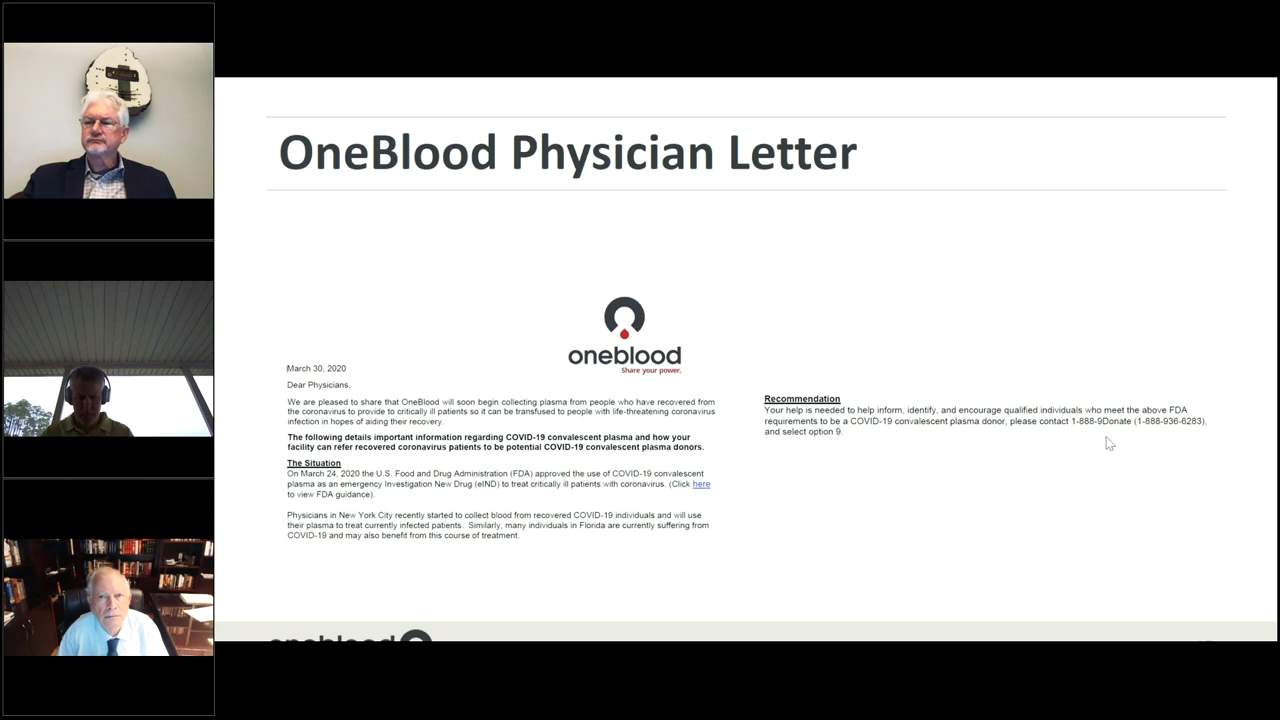 OneBlood Physician Letter
oneblood
Share your power.
March 30, 2020
Dear Physicians,
We are pleased to share that OneBlood will soon begin collecting plasma from people who have recovered from
the coronavirus to provide to critically ill patients so it can be transfused to people with life-threatening coronavirus
infection in hopes of aiding their recovery.
The following details important information regarding COVID-19 convalescent plasma and how your
facility can refer recovered coronavirus patients to be potential COVID-19 convalescent plasma donors.
The Situation
On March 24, 2020 the U.S. Food and Drug Administration (FDA) approved the use of COVID-19 convalescent
plasma as an emergency Investigation New Drug (eIND) to treat critically ill patients with coronavirus. (Click here
to view FDA guidance).
Physicians in New York City recently started to collect blood from recovered COVID-19 individuals and will use
their plasma to treat currently infected patients.  Similarly, many individuals in Florida are currently suffering from
COVID-19 and may also benefit from this course of treatment.
Recommendation
Your help is needed to help inform, identify, and encourage qualified individuals who meet the above FDA
requirements to be a COVID-19 convalescent plasma donor, please contact 1-888-9Donate (1-888-936-6283),
and select option 9.
oneblood